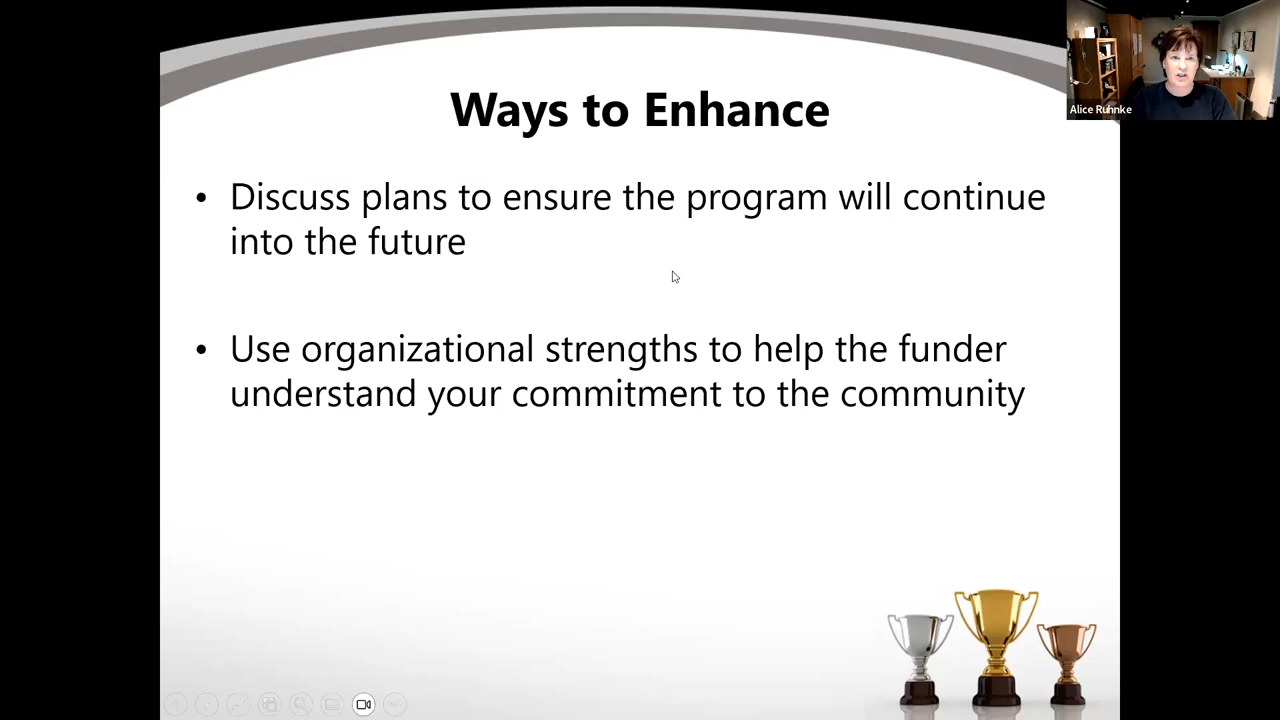 Ways to Enhance
Alice Ruhnke
• Discuss plans to ensure the program will continue
into the future
• Use organizational strengths to help the funder
understand your commitment to the community